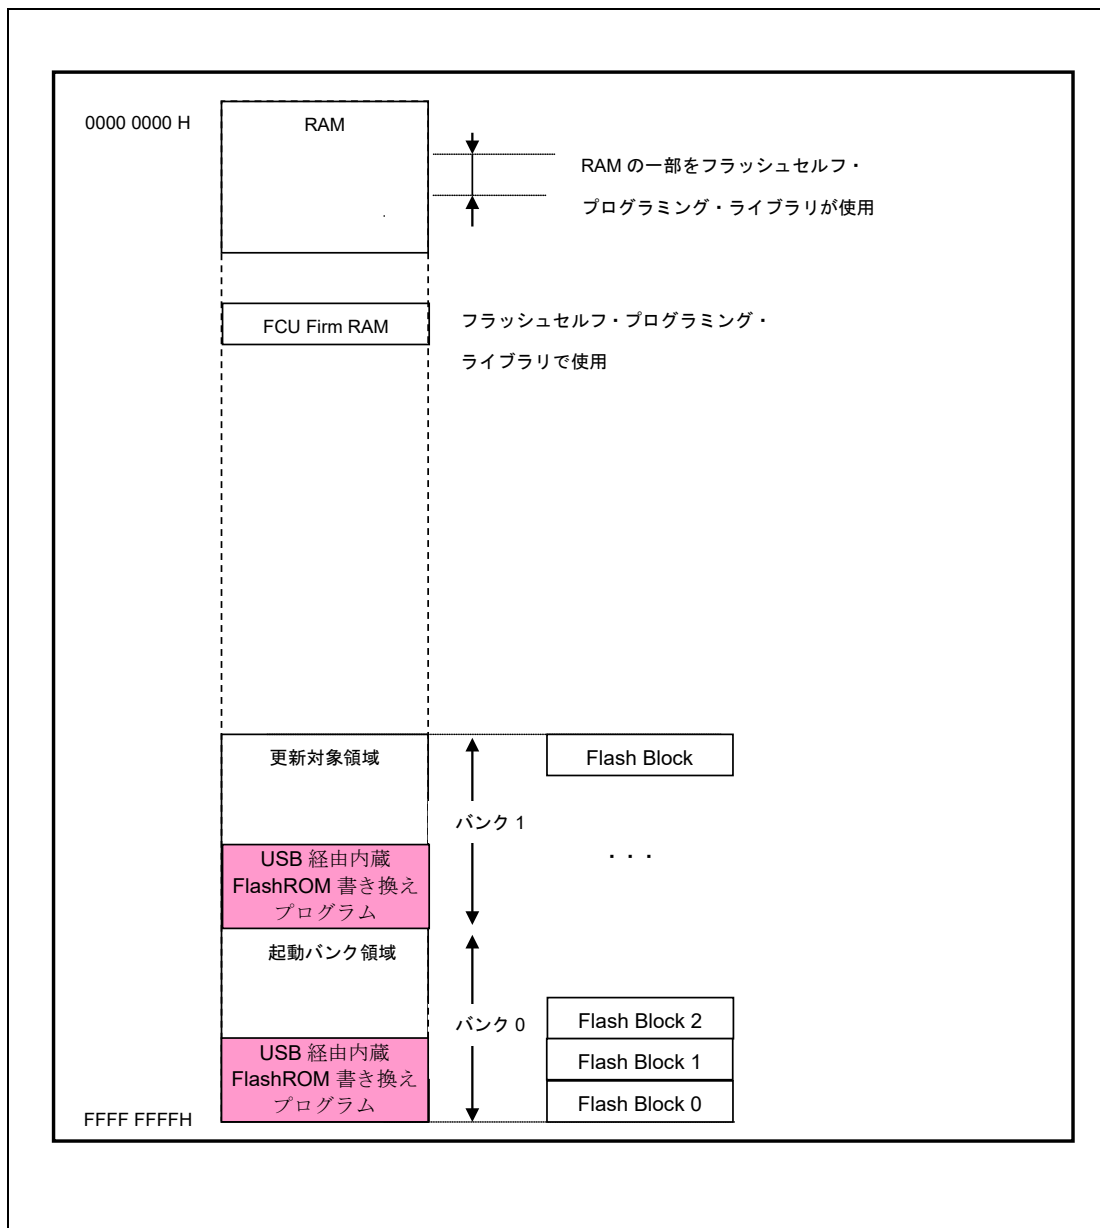 0000 0000 H
RAM
RAM の一部をフラッシュセルフ・
プログラミング・ライブラリが使用
FCU Firm RAM
フラッシュセルフ・プログラミング・
ライブラリで使用
更新対象領域
Flash Block
バンク 1
・・・
USB 経由内蔵
FlashROM 書き換え
プログラム
起動バンク領域
バンク 0
Flash Block 2
USB 経由内蔵
FlashROM 書き換え
プログラム
Flash Block 1
Flash Block 0
FFFF FFFFH